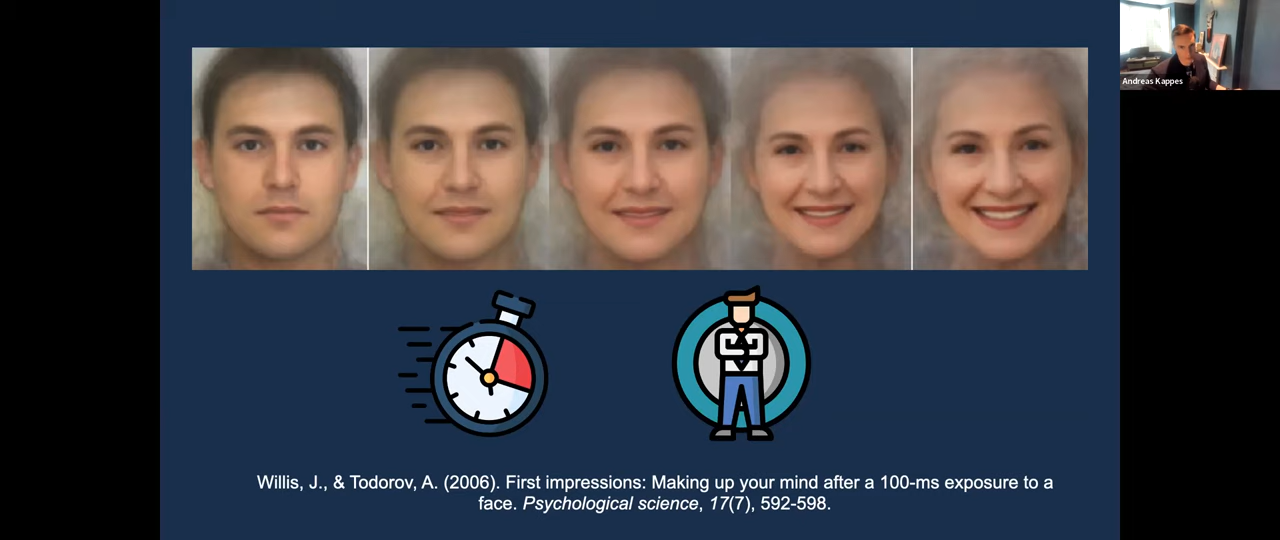 Andreas Kappes
Willis, J., & Todorov, A. (2006). First impressions: Making up your mind after a 100-ms exposure to a
face. Psychological science, 17(7), 592-598.